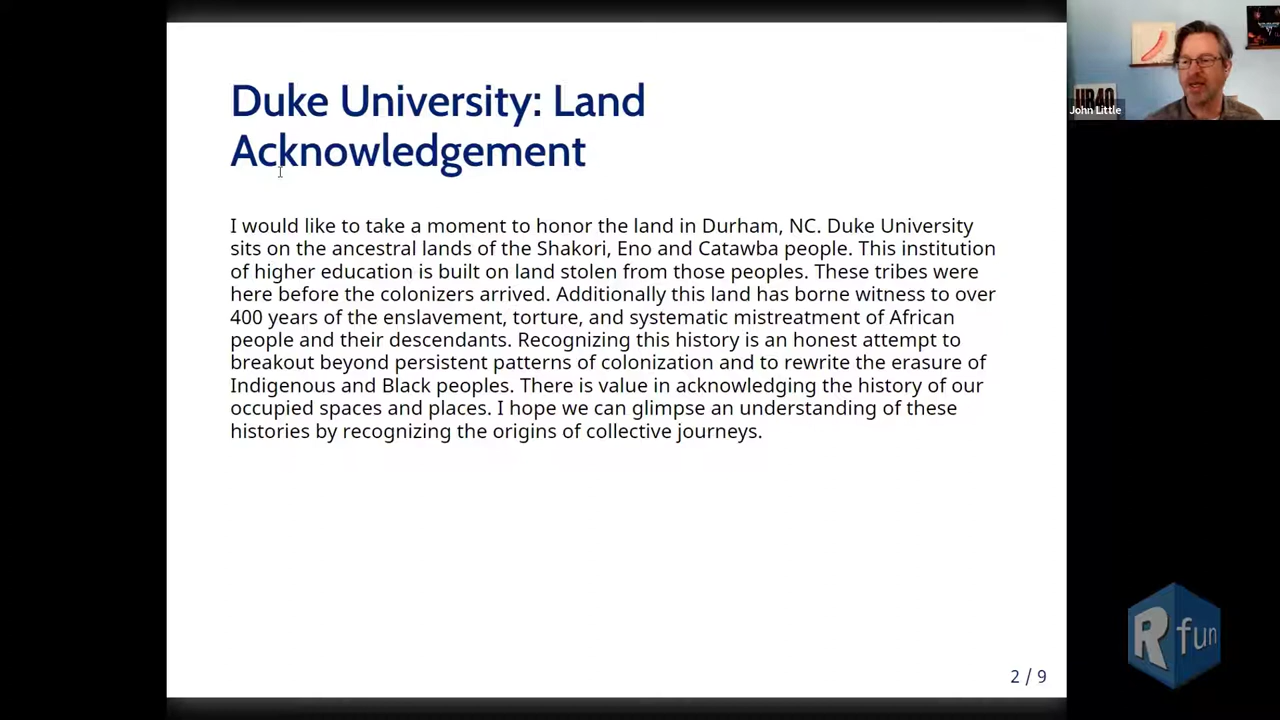 Duke University: Land
Acknowledgement
I would like to take a moment to honor the land in Durham, NC. Duke University
sits on the ancestral lands of the Shakori, Eno and Catawba people. This institution
of higher education is built on land stolen from those peoples. These tribes were
here before the colonizers arrived. Additionally this land has borne witness to over
400 years of the enslavement, torture, and systematic mistreatment of African
people and their descendants. Recognizing this history is an honest attempt to
breakout beyond persistent patterns of colonization and to rewrite the erasure of
Indigenous and Black peoples. There is value in acknowledging the history of our
occupied spaces and places. I hope we can glimpse an understanding of these
histories by recognizing the origins of collective journeys.
2 / 9
UB40
John Little
R fun